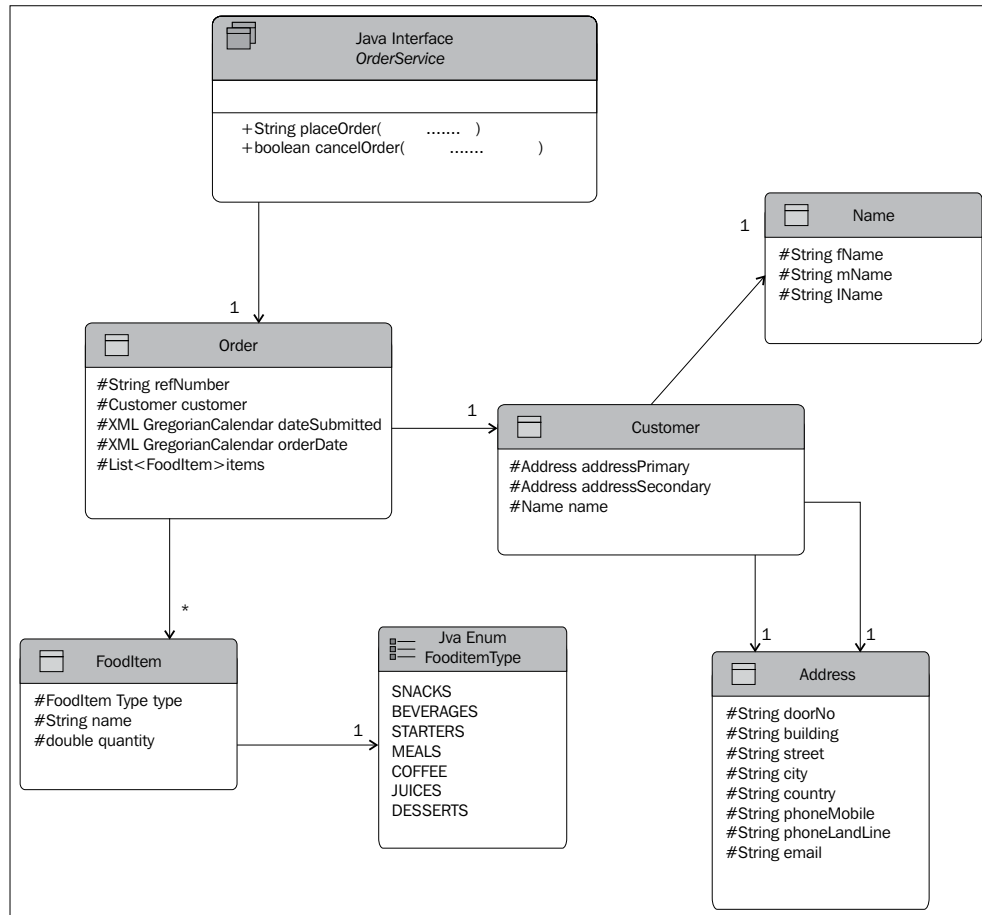 Java Interface
OrderService
+String placeOrder( ....... )
+boolean cancelOrder( ....... )
1
Name
#String fName
#String mName
#String lName
1
Order
#String refNumber
#Customer customer
#XML GregorianCalendar dateSubmitted
#XML GregorianCalendar orderDate
#List<FoodItem>items
1
Customer
#Address addressPrimary
#Address addressSecondary
#Name name
*
1
1
FoodItem
#FoodItem Type type
#String name
#double quantity
1
Jva Enum
FooditemType
SNACKS
BEVERAGES
STARTERS
MEALS
COFFEE
JUICES
DESSERTS
Address
#String doorNo
#String building
#String street
#String city
#String country
#String phoneMobile
#String phoneLandLine
#String email